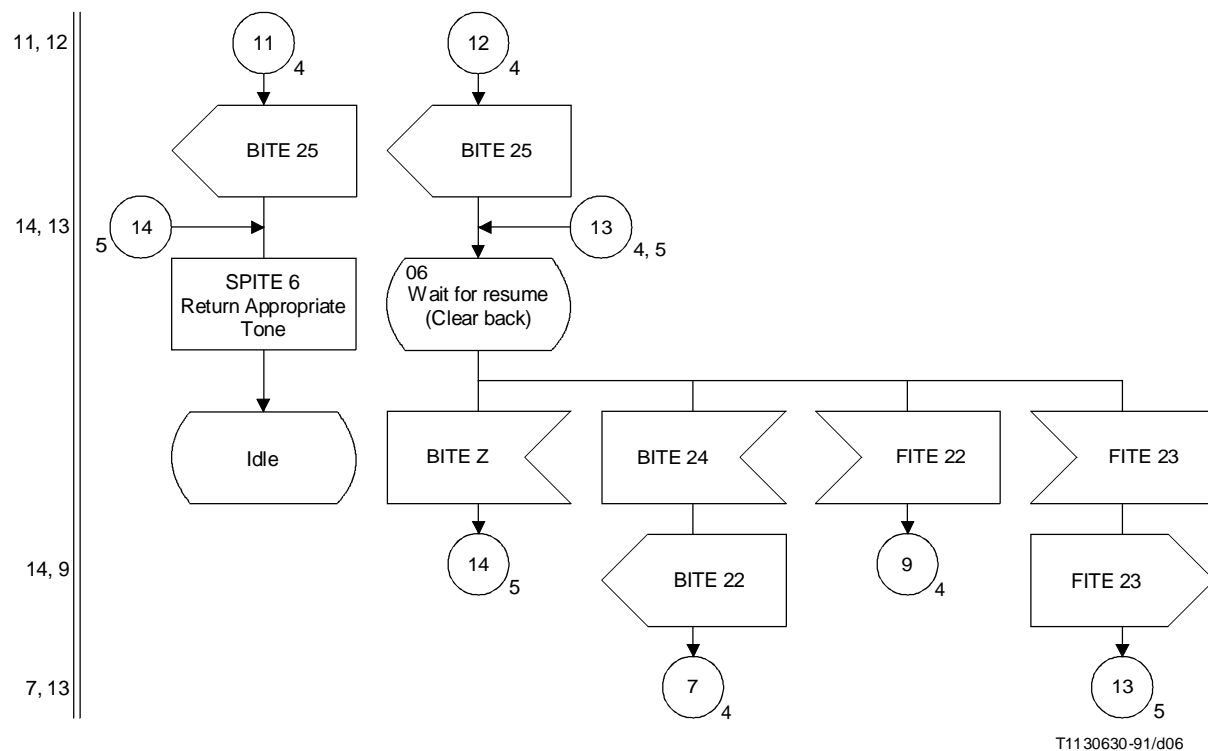 11, 12
11
4
12
4
BITE 25
BITE 25
14, 13
14
5
13
4, 5
SPITE 6
Return Appropriate
Tone
06
Wait for resume
(Clear back)
Idle
BITE Z
BITE 24
FITE 22
FITE 23
14, 9
14
5
BITE 22
9
4
FITE 23
7, 13
7
4
13
5
T1130630-91/d06